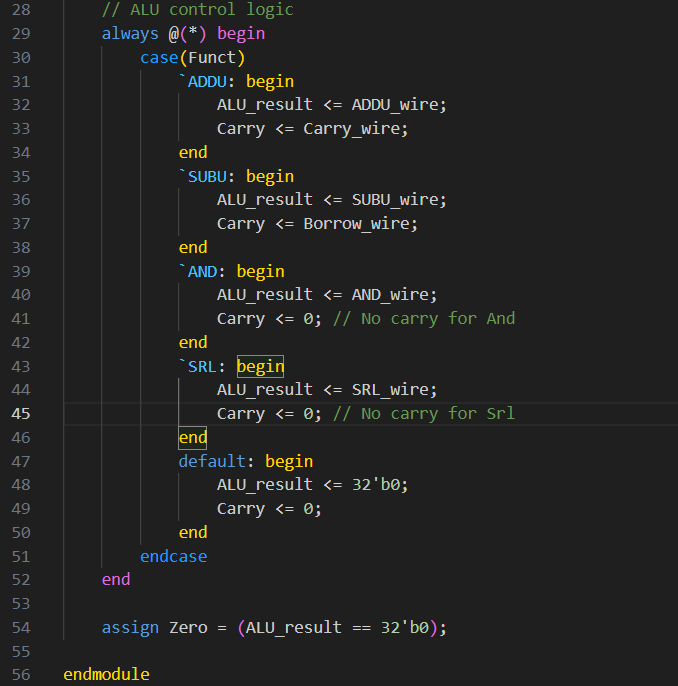 28 // ALU control logic
29 always @(*) begin
30 case(Funct)
31 `ADDU: begin
32 ALU_result <= ADDU_wire;
33 Carry <= Carry_wire;
34 end
35 `SUBU: begin
36 ALU_result <= SUBU_wire;
37 Carry <= Borrow_wire;
38 end
39 `AND: begin
40 ALU_result <= AND_wire;
41 Carry <= 0; // No carry for And
42 end
43 `SRL: begin
44 ALU_result <= SRL_wire;
45 Carry <= 0; // No carry for Srl
46 end
47 default: begin
48 ALU_result <= 32'b0;
49 Carry <= 0;
50 end
51 endcase
52 end
53
54 assign Zero = (ALU_result == 32'b0);
55
56 endmodule